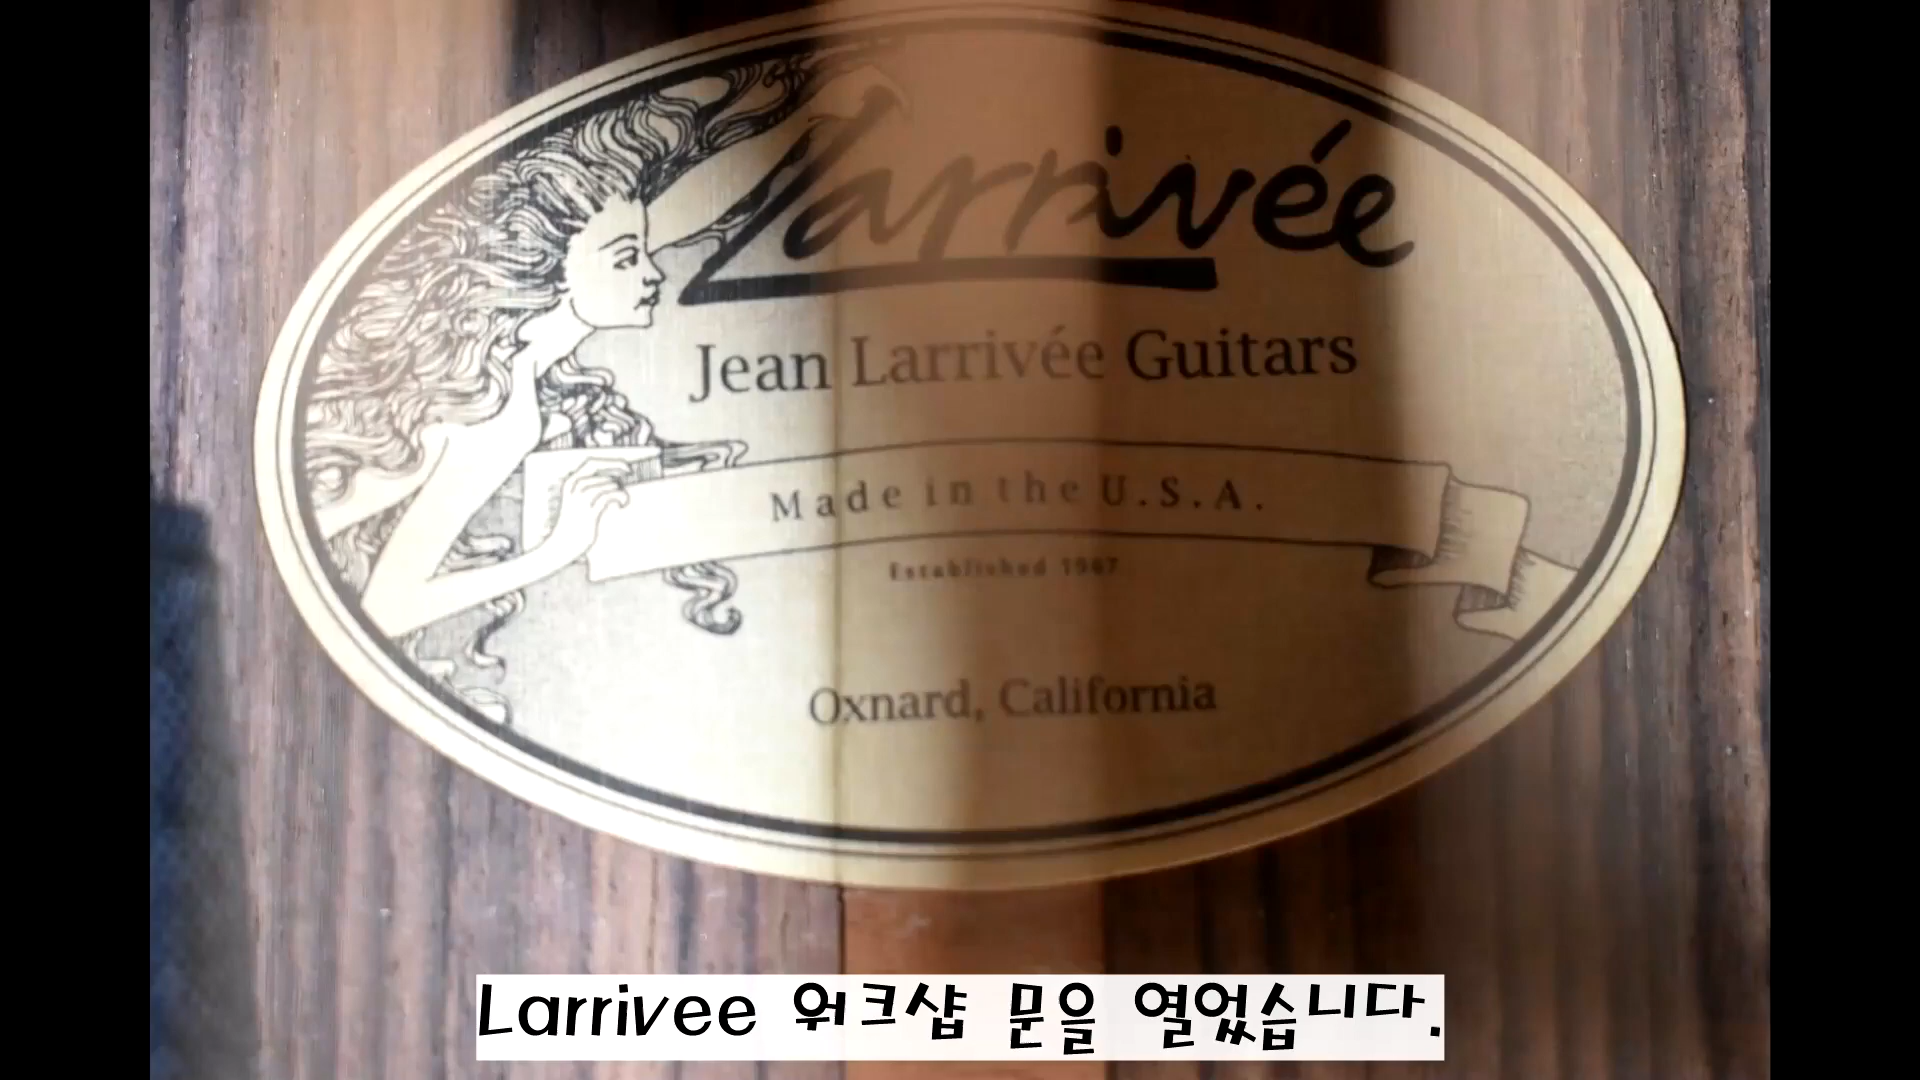 Larrivée
Jean Larrivée Guitars
Made in the U.S.A.
Established 1967
Oxnard, California
Larrivee 워크샵 문을 열었습니다.